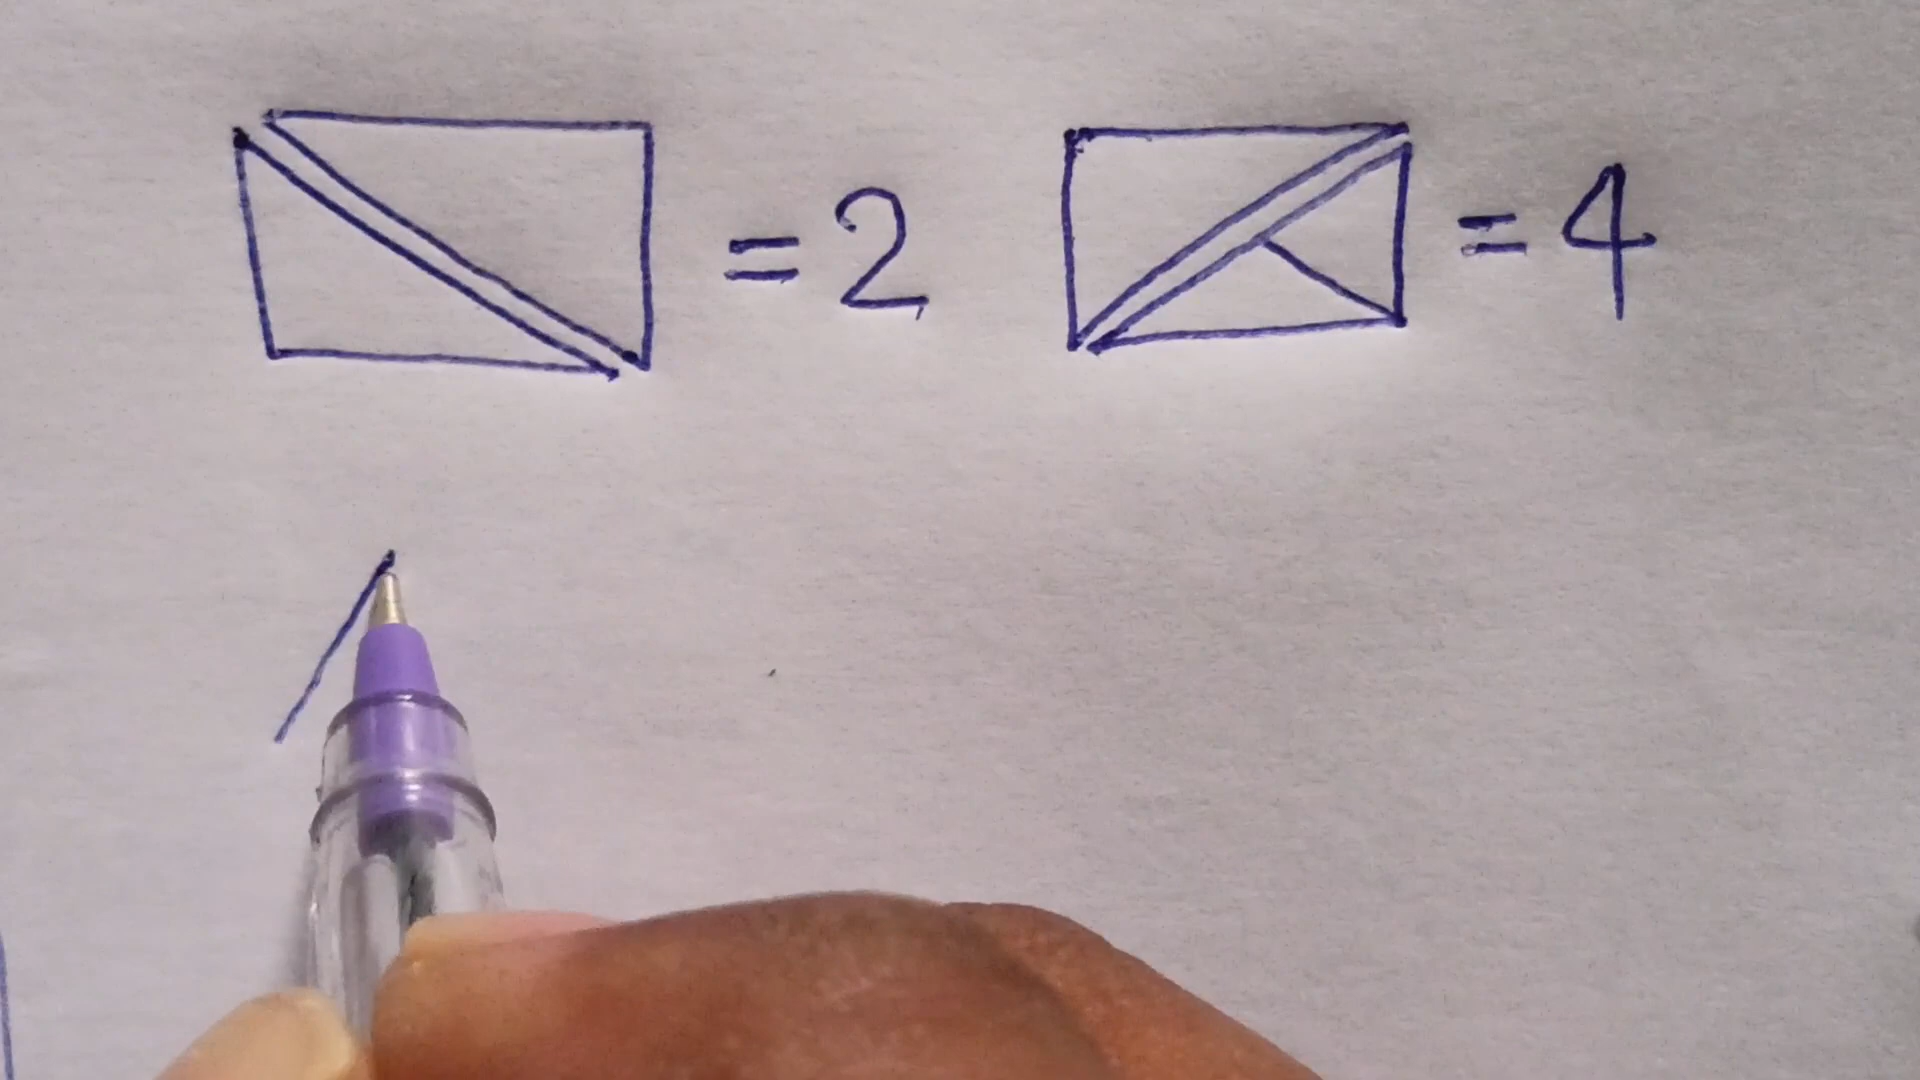 = 2 = 4